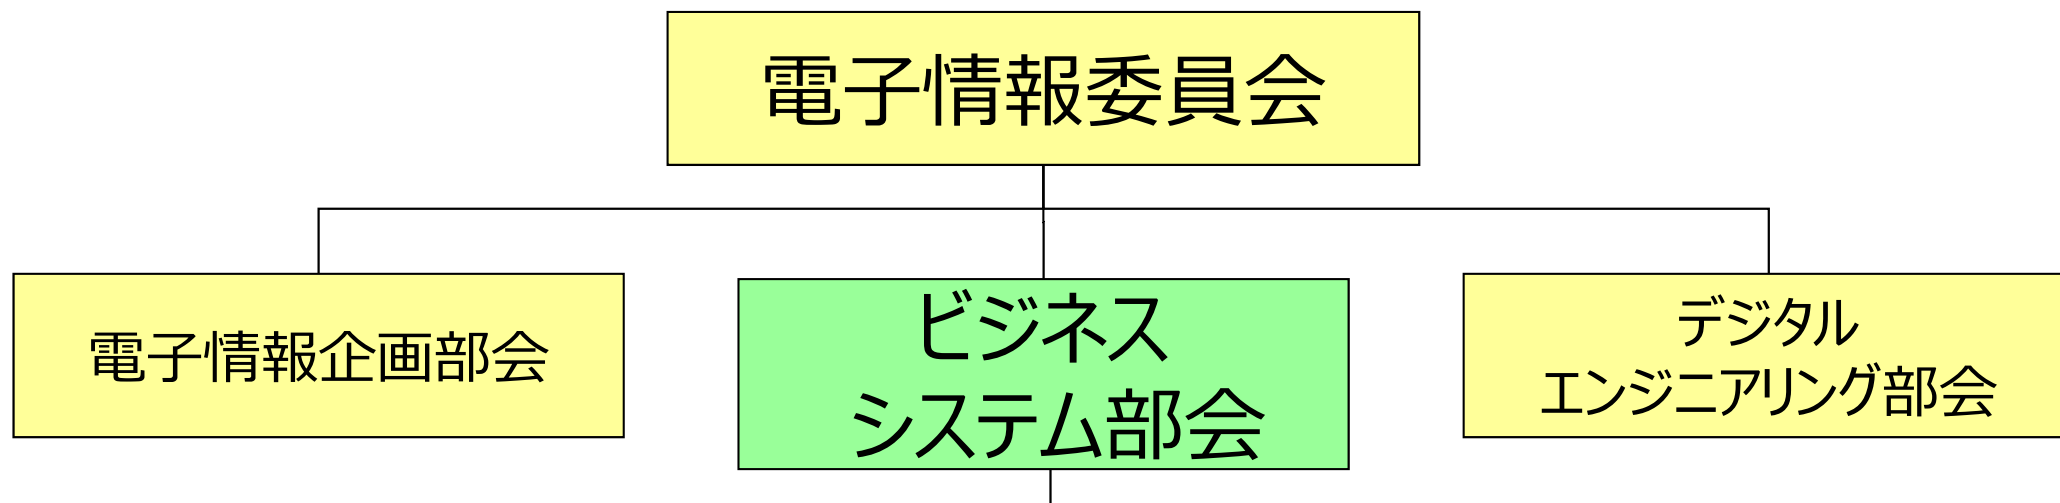 電子情報委員会
電子情報企画部会
ビジネス
システム部会
デジタル
エンジニアリング部会